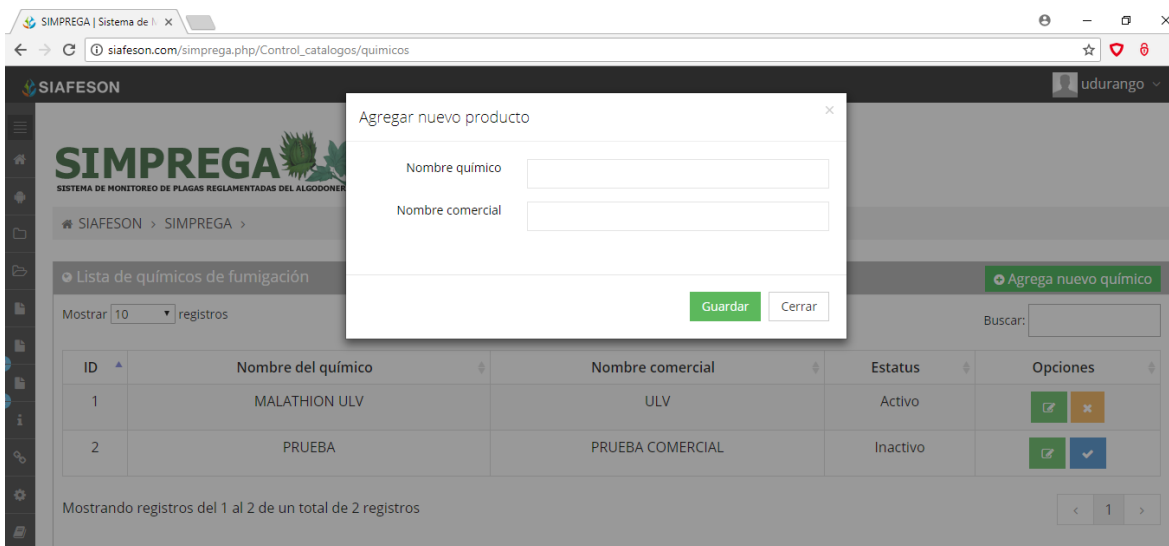 SIMPREGA | Sistema de M
siafeson.com/simprega.php/Control_catalogos/quimicos
SIAFESON
udurango
Agregar nuevo producto
×
SIMPREGA
SISTEMA DE MONITOREO DE PLAGAS REGLAMENTADAS DEL ALGODONER
Nombre químico
Nombre comercial
SIAFESON > SIMPREGA >
Lista de químicos de fumigación
Agrega nuevo químico
Guardar
Cerrar
Mostrar 10 registros
Buscar:
ID Nombre del químico Nombre comercial Estatus Opciones
1 MALATHION ULV ULV Activo
2 PRUEBA PRUEBA COMERCIAL Inactivo
Mostrando registros del 1 al 2 de un total de 2 registros
< 1 >